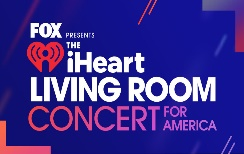 FOX PRESENTS
THE
iHeart
LIVING ROOM
CONCERT FOR AMERICA